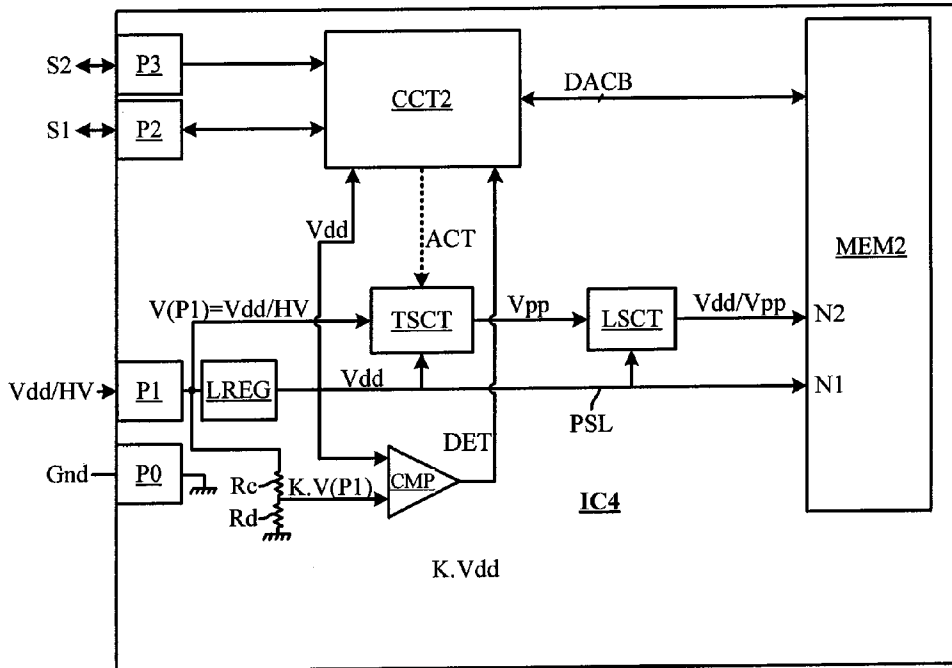 S2
P3
CCT2
DACB
S1
P2
MEM2
Vdd
ACT
V(P1)=Vdd/HV
TSCT
Vpp
LSCT
Vdd/Vpp
N2
Vdd/HV
P1
LREG
Vdd
PSL
N1
Gnd
P0
Rc
K.V(P1)
Rd
CMP
DET
IC4
K.Vdd